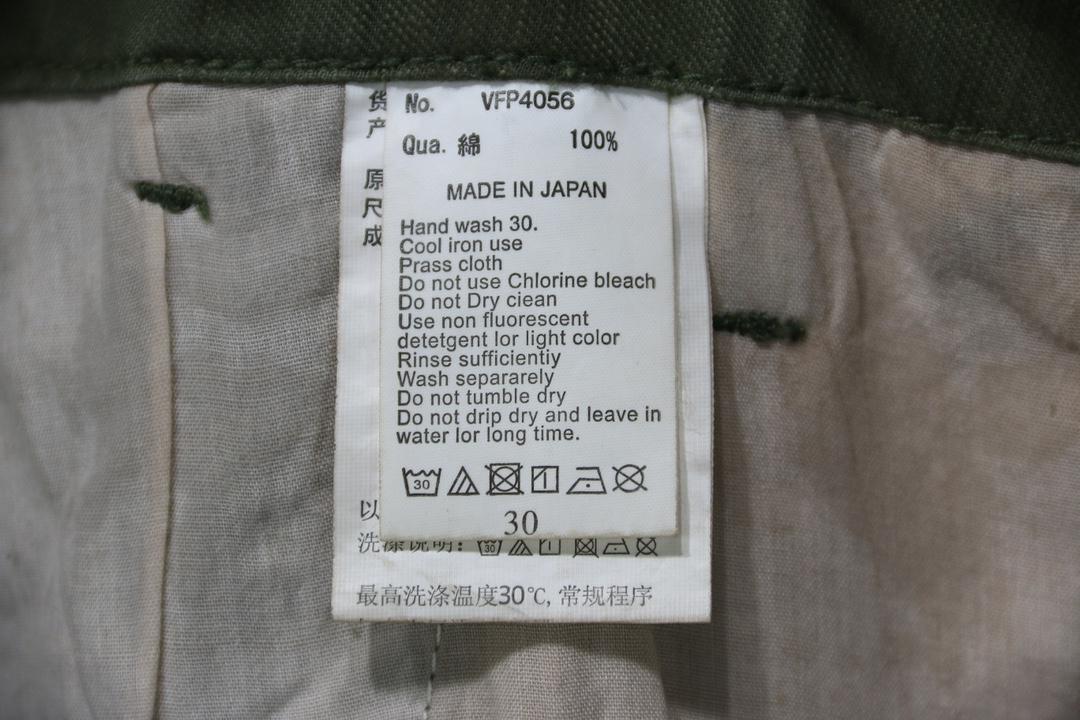 No. VFP4056
Qua. 綿 100%
MADE IN JAPAN
Hand wash 30.
Cool iron use
Prass cloth
Do not use Chlorine bleach
Do not Dry ciean
Use non fluorescent
detetgent lor light color
Rinse sufficientiy
Wash separarely
Do not tumble dry
Do not drip dry and leave in
water lor long time.
30
30
货
产
原
尺
成
以
洗涤说明: 30
最高洗涤温度30℃, 常规程序